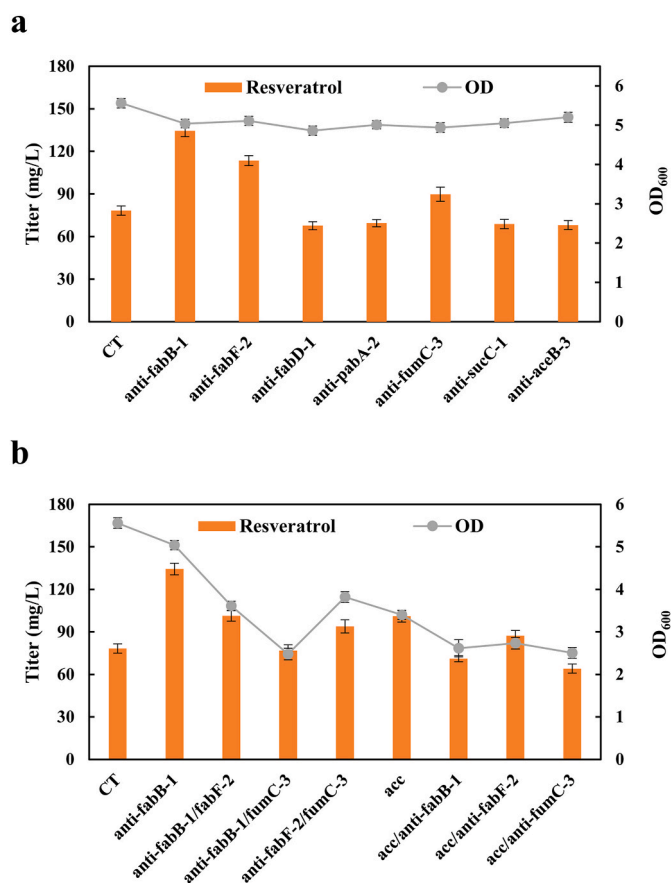 a
180
150
120
90
60
30
0
Titer (mg/L)
Resveratrol
OD
6
5
4
3
2
1
0
OD600
CT
anti-fabB-1
anti-fabF-2
anti-fabD-1
anti-pabA-2
anti-fumC-3
anti-sucC-1
anti-aceB-3
b
180
150
120
90
60
30
0
Titer (mg/L)
Resveratrol
OD
6
5
4
3
2
1
0
OD600
CT
anti-fabB-1
anti-fabB-1/fabF-2
anti-fabB-1/fumC-3
anti-fabF-2/fumC-3
acc
acc/anti-fabB-1
acc/anti-fabF-2
acc/anti-fumC-3